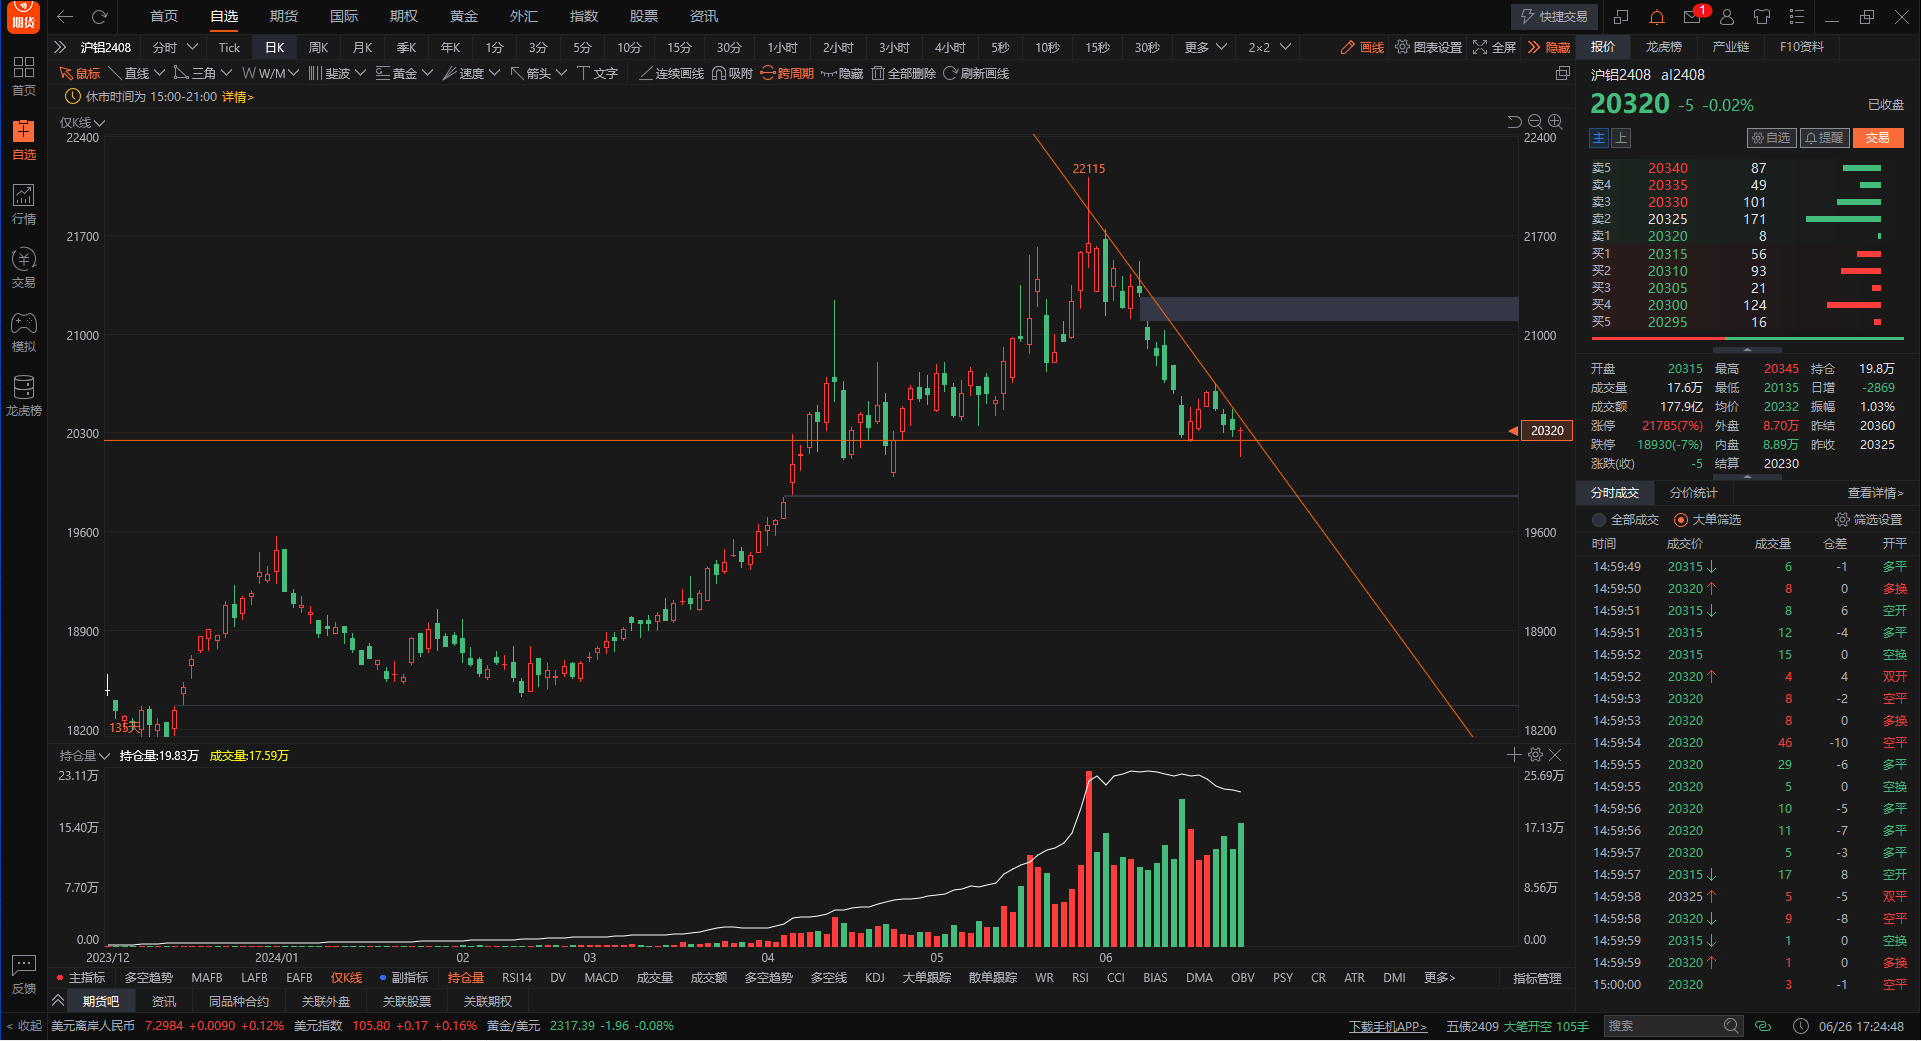 期货
首页 自选 期货 国际 期权 黄金 外汇 指数 股票 资讯
快捷交易 1
沪铝2408 分时 Tick 日K 周K 月K 季K 年K 1分 3分 5分 10分 15分 30分 1小时 2小时 3小时 4小时 5秒 10秒 15秒 30秒 更多 2×2 画线 图表设置 全屏 隐藏
鼠标 直线 三角 W/M 斐波 黄金 速度 箭头 文字 连续画线 吸附 跨周期 隐藏 全部删除 刷新画线
休市时间为 15:00-21:00 详情>
首页
自选
行情
交易
模拟
龙虎榜
反馈
< 收起
仅K线
22400 22400
22115
21700 21700
21000 21000
20300 20320
19600 19600
18900 18900
18200 18200
135天
持仓量 持仓量:19.83万 成交量:17.59万
23.11万 25.69万
15.40万 17.13万
7.70万 8.56万
0.00 0.00
2023/12 2024/01 02 03 04 05 06
主指标 多空趋势 MAFB LAFB EAFB 仅K线 副指标 持仓量 RSI14 DV MACD 成交量 成交额 多空趋势 多空线 KDJ 大单跟踪 散单跟踪 WR RSI CCI BIAS DMA OBV PSY CR ATR DMI 更多> 指标管理
期货吧 资讯 同品种合约 关联外盘 关联股票 关联期权
美元离岸人民币 7.2984 +0.0090 +0.12% 美元指数 105.80 +0.17 +0.16% 黄金/美元 2317.39 -1.96 -0.08%
下载手机APP> 五债2409 大笔开空 105手 搜索 06/26 17:24:48
报价 龙虎榜 产业链 F10资料
沪铝2408 al2408
20320 -5 -0.02% 已收盘
主 上 自选 提醒 交易
卖5 20340 87
卖4 20335 49
卖3 20330 101
卖2 20325 171
卖1 20320 8
买1 20315 56
买2 20310 93
买3 20305 21
买4 20300 124
买5 20295 16
开盘 20315 最高 20345 持仓 19.8万
成交量 17.6万 最低 20135 日增 -2869
成交额 177.9亿 均价 20232 振幅 1.03%
涨停 21785(7%) 外盘 8.70万 昨结 20360
跌停 18930(-7%) 内盘 8.89万 昨收 20325
涨跌(收) -5 结算 20230
分时成交 分价统计 查看详情>
全部成交 大单筛选 筛选设置
时间 成交价 成交量 仓差 开平
14:59:49 20315↓ 6 -1 多平
14:59:50 20320↑ 8 0 多换
14:59:51 20315↓ 8 6 空开
14:59:51 20315 12 -4 多平
14:59:52 20315 15 0 空换
14:59:52 20320↑ 4 4 双开
14:59:53 20320 8 -2 空平
14:59:53 20320 8 0 多换
14:59:54 20320 46 -10 空平
14:59:55 20320 29 -6 多平
14:59:55 20320 5 0 空换
14:59:56 20320 10 -5 多平
14:59:56 20320 11 -7 多平
14:59:57 20320 5 -3 多平
14:59:57 20315↓ 17 8 空开
14:59:58 20325↑ 5 -5 双平
14:59:58 20320↓ 9 -8 空平
14:59:59 20315↓ 1 0 空换
14:59:59 20320↑ 1 0 多换
15:00:00 20320 3 -1 空平